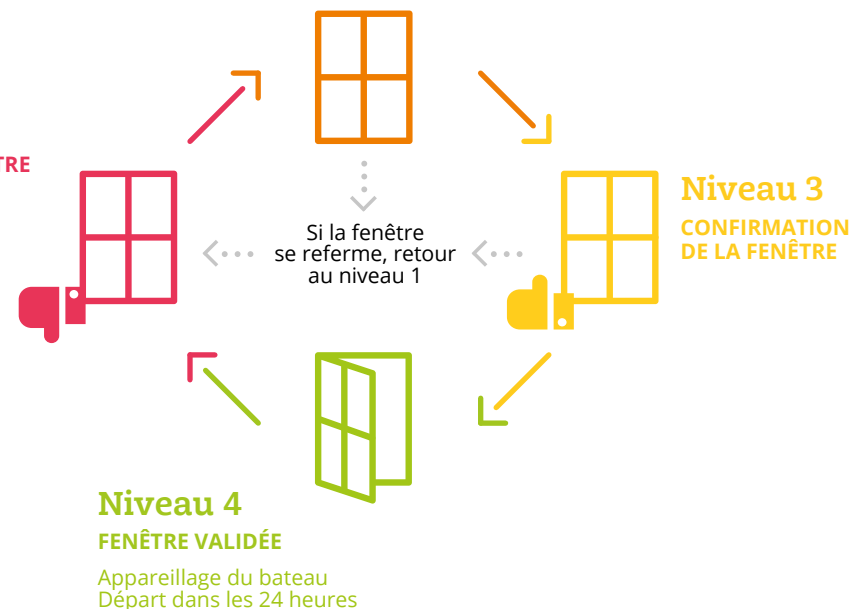 Niveau 3
CONFIRMATION
DE LA FENÊTRE
Si la fenêtre
se referme, retour
au niveau 1
Niveau 4
FENÊTRE VALIDÉE
Appareillage du bateau
Départ dans les 24 heures